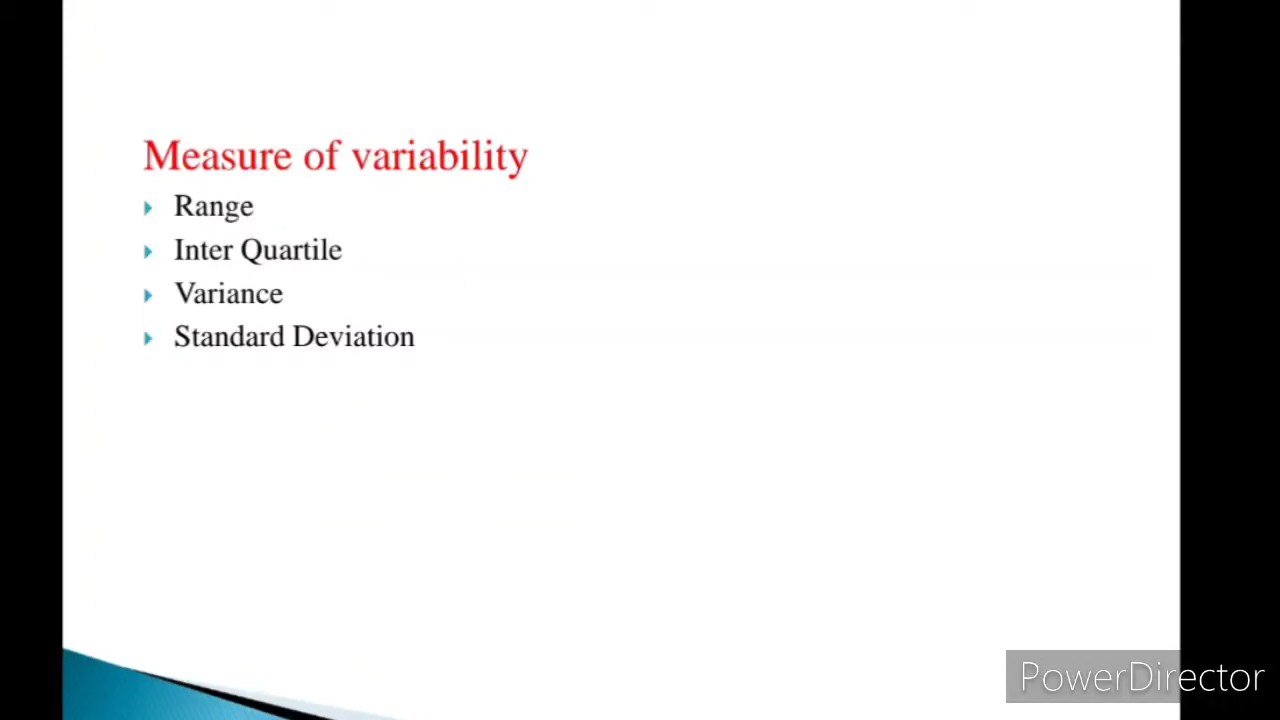 Measure of variability
Range
Inter Quartile
Variance
Standard Deviation
PowerDirector